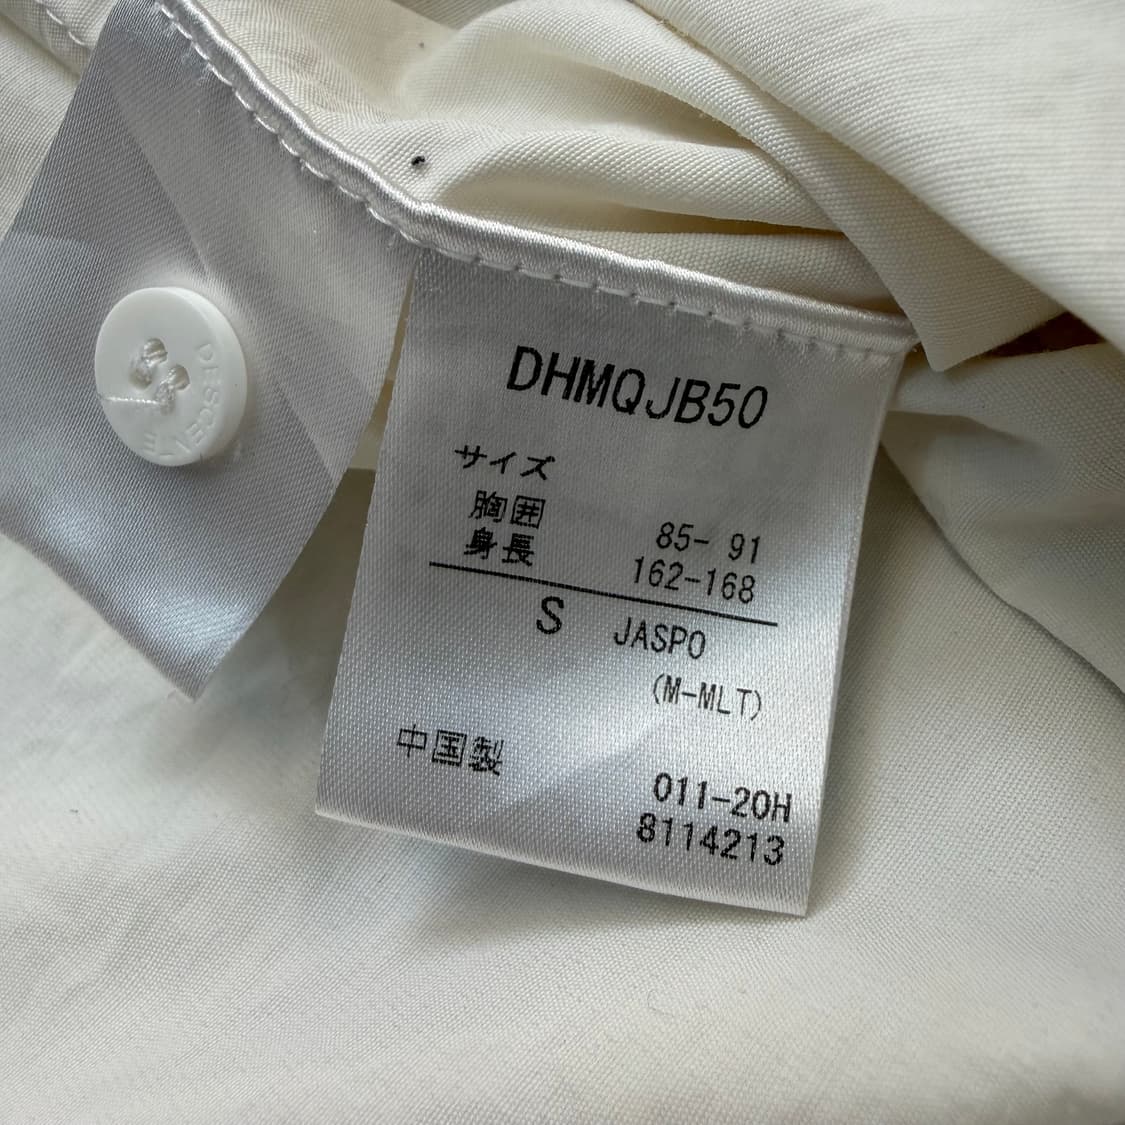 DESCENTE
DHMQJB50
サイズ
胸囲 85- 91
身長 162-168
S JASPO
(M-MLT)
中国製
011-20H
8114213